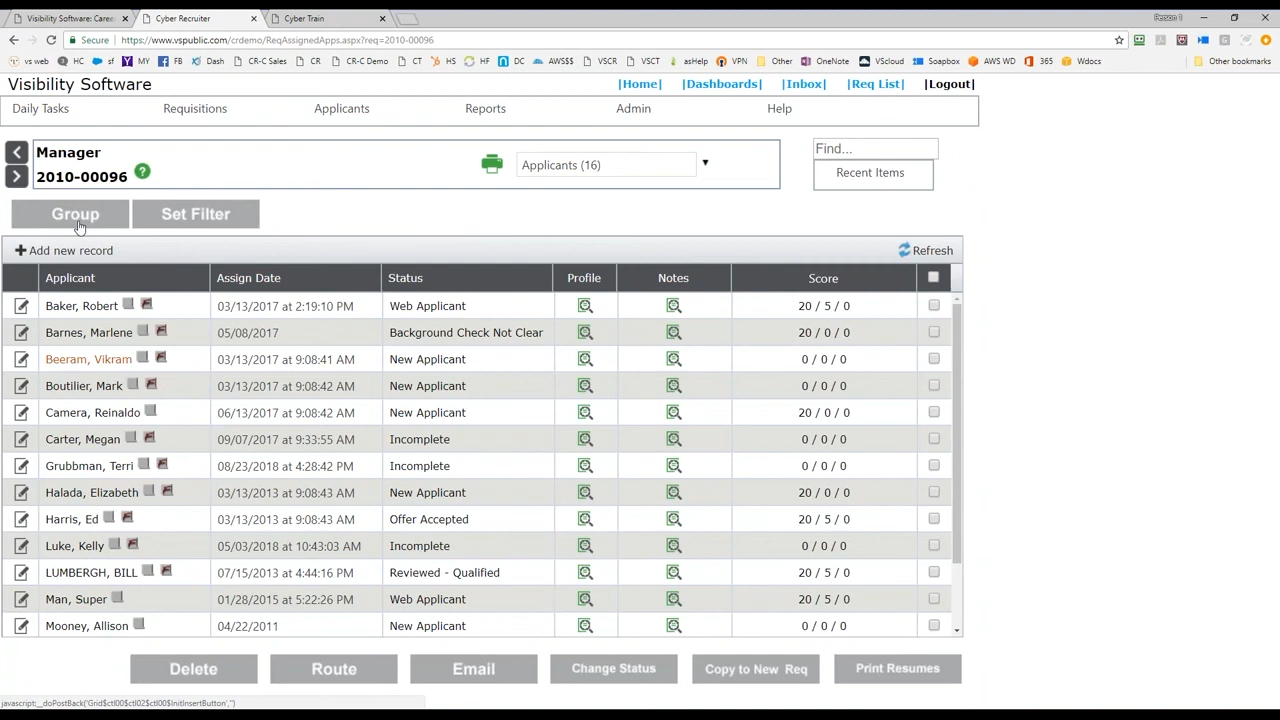 Visibility Software: Caree
Cyber Recruiter
Cyber Train
Person 1
Secure
https://www.vspublic.com/crdemo/ReqAssignedApps.aspx?req=2010-00096
vs web
HC
sf
MY
FB
Dash
CR-C Sales
CR
CR-C Demo
CT
HS
HF
DC
AWS$$
VSCR
VSCT
asHelp
VPN
Other
OneNote
VScloud
Soapbox
AWS WD
365
Wdocs
Other bookmarks
Visibility Software
|Home| |Dashboards| |Inbox| |Req List| |Logout|
Daily Tasks Requisitions Applicants Reports Admin Help
Manager
2010-00096
Applicants (16)
Find...
Recent Items
Group
Set Filter
Add new record
Refresh
Applicant Assign Date Status Profile Notes Score
Baker, Robert 03/13/2017 at 2:19:10 PM Web Applicant 20 / 5 / 0
Barnes, Marlene 05/08/2017 Background Check Not Clear 20 / 5 / 0
Beeram, Vikram 03/13/2017 at 9:08:41 AM New Applicant 0 / 0 / 0
Boutilier, Mark 03/13/2017 at 9:08:42 AM New Applicant 0 / 0 / 0
Camera, Reinaldo 06/13/2017 at 9:08:42 AM New Applicant 20 / 0 / 0
Carter, Megan 09/07/2017 at 9:33:55 AM Incomplete 0 / 0 / 0
Grubbman, Terri 08/23/2018 at 4:28:42 PM Incomplete 0 / 0 / 0
Halada, Elizabeth 03/13/2013 at 9:08:43 AM New Applicant 0 / 0 / 0
Harris, Ed 03/13/2013 at 9:08:43 AM Offer Accepted 20 / 5 / 0
Luke, Kelly 05/03/2018 at 10:43:03 AM Incomplete 0 / 0 / 0
LUMBERGH, BILL 07/15/2013 at 4:44:16 PM Reviewed - Qualified 20 / 5 / 0
Man, Super 01/29/2015 at 5:22:26 PM Web Applicant 20 / 5 / 0
Mooney, Allison 04/22/2011 New Applicant 0 / 0 / 0
Delete
Route
Email
Change Status
Copy to New Req
Print Resumes
javascript:__doPostBack('Grid$ctl00$ctl02$ctl00$InitInsertButton','')